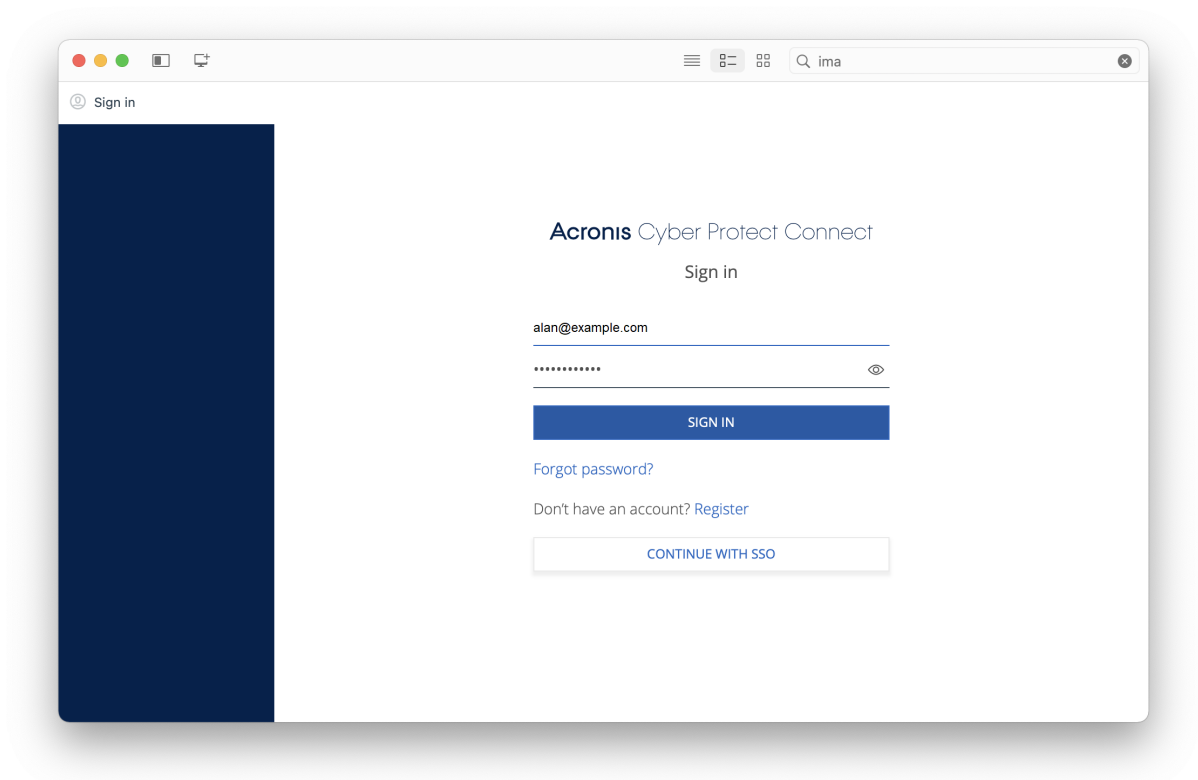 ima
Sign in
Acronis Cyber Protect Connect
Sign in
alan@example.com
••••••••••••
SIGN IN
Forgot password?
Don't have an account? Register
CONTINUE WITH SSO